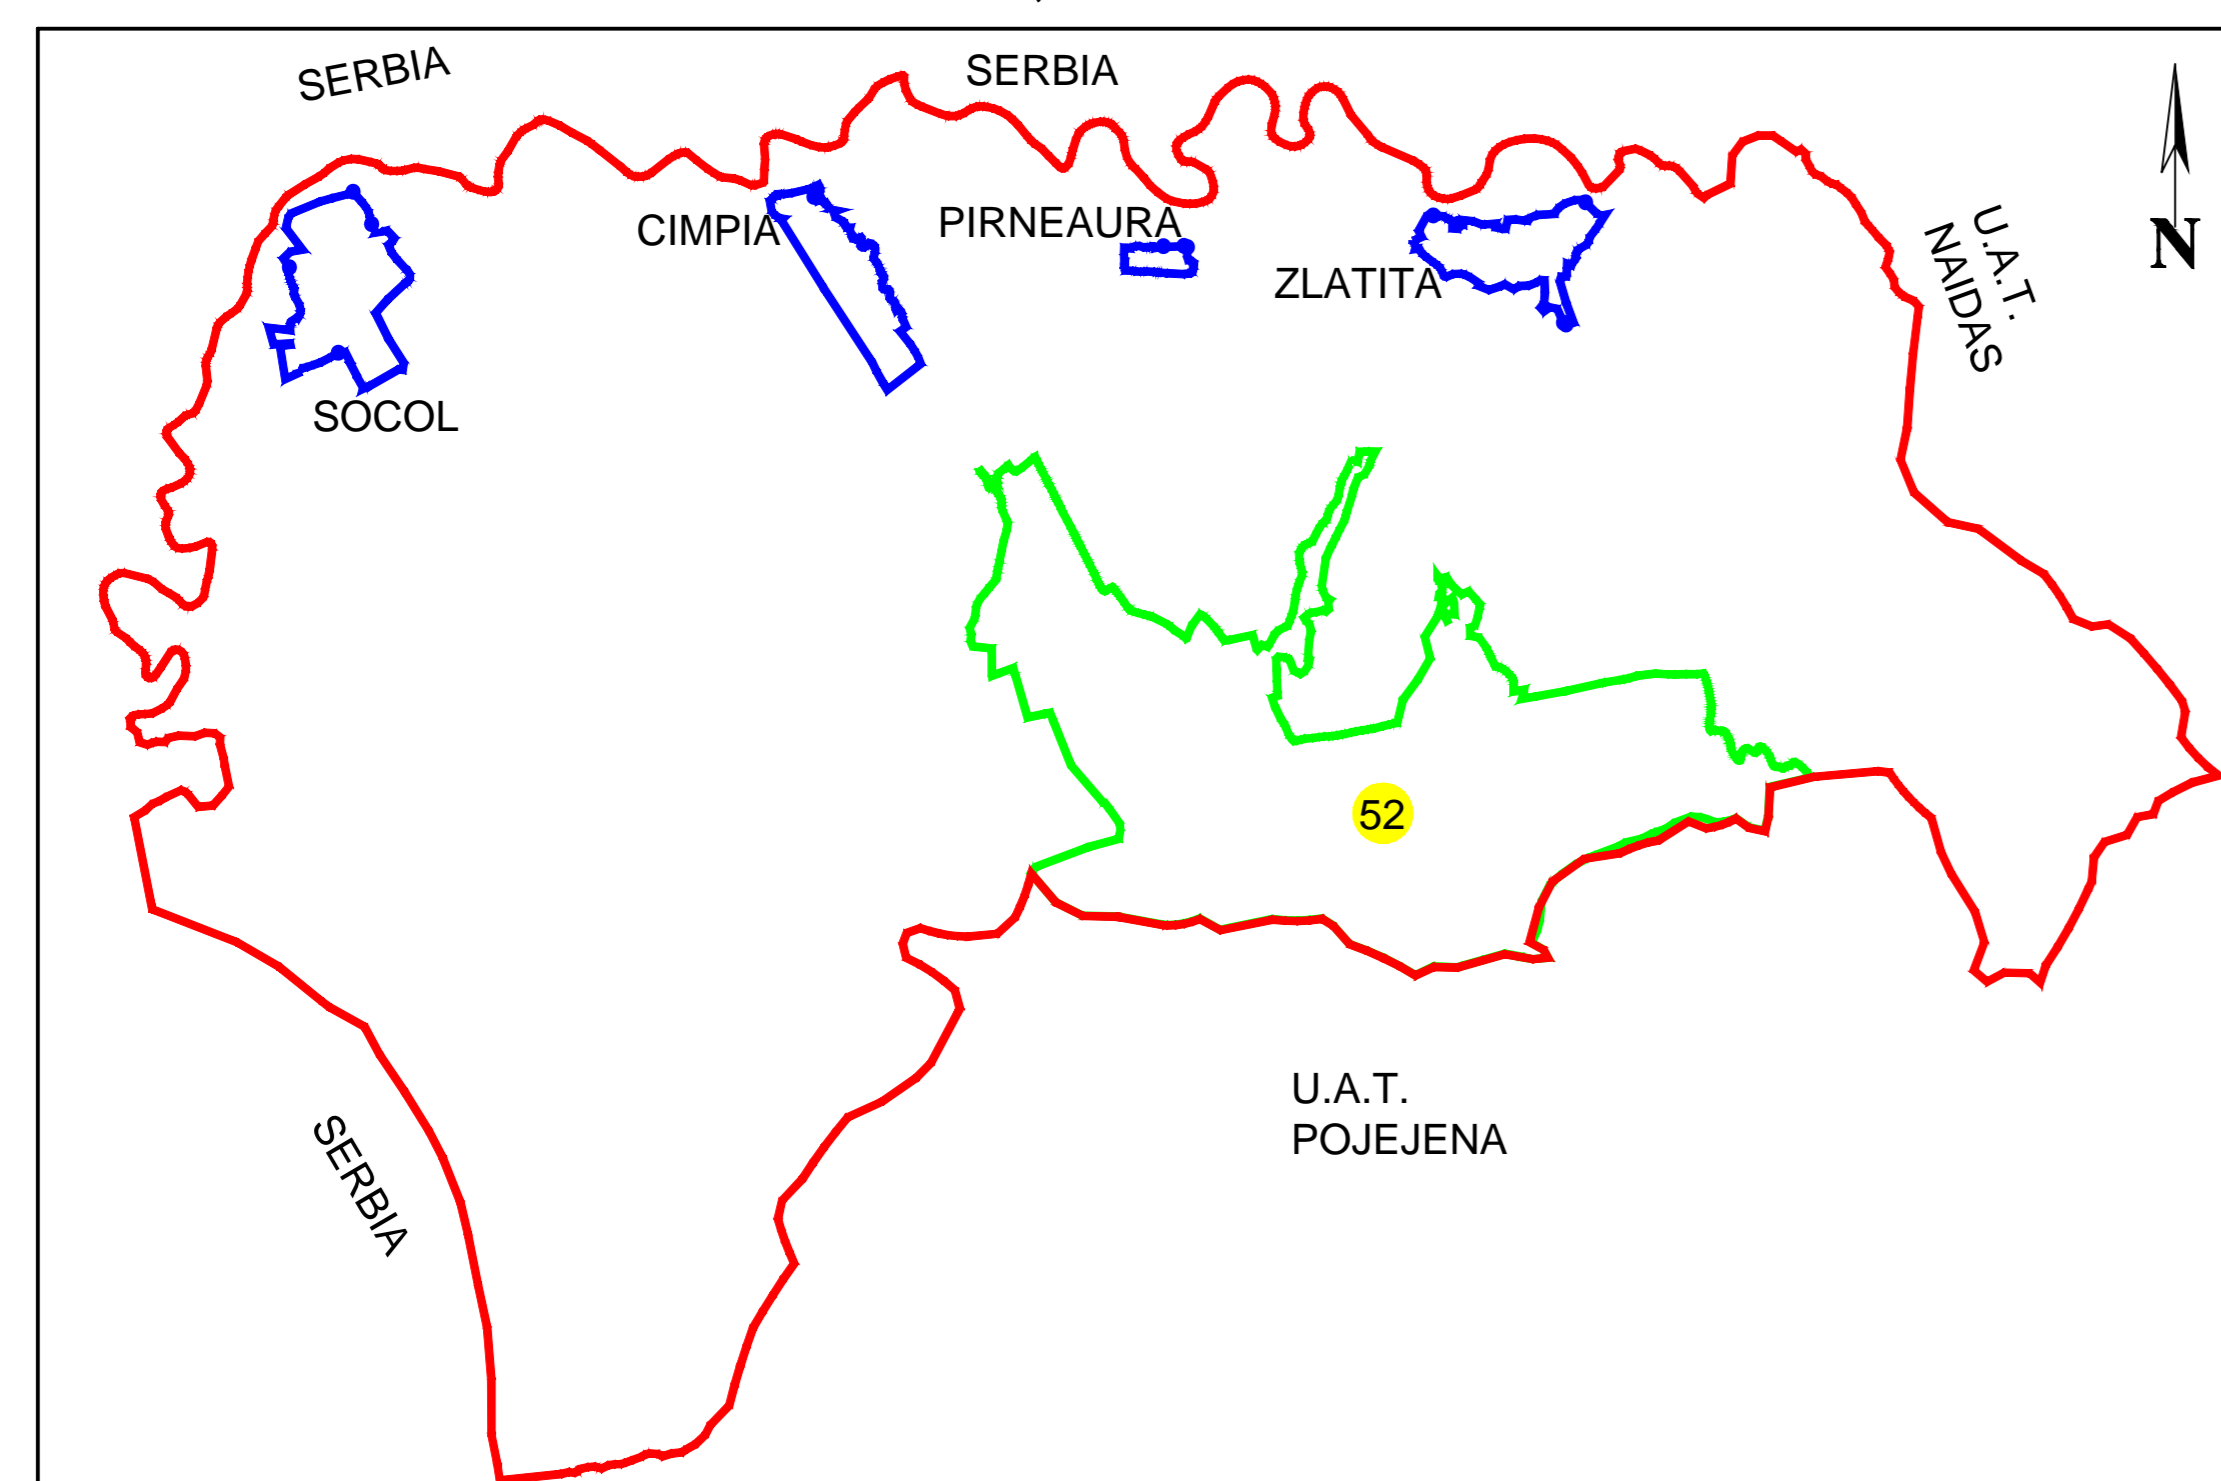 SERBIA
SERBIA
CIMPIA
PIRNEAURA
ZLATITA
U.A.T.
NAIDAS
N
SOCOL
52
U.A.T.
POJEJENA
SERBIA